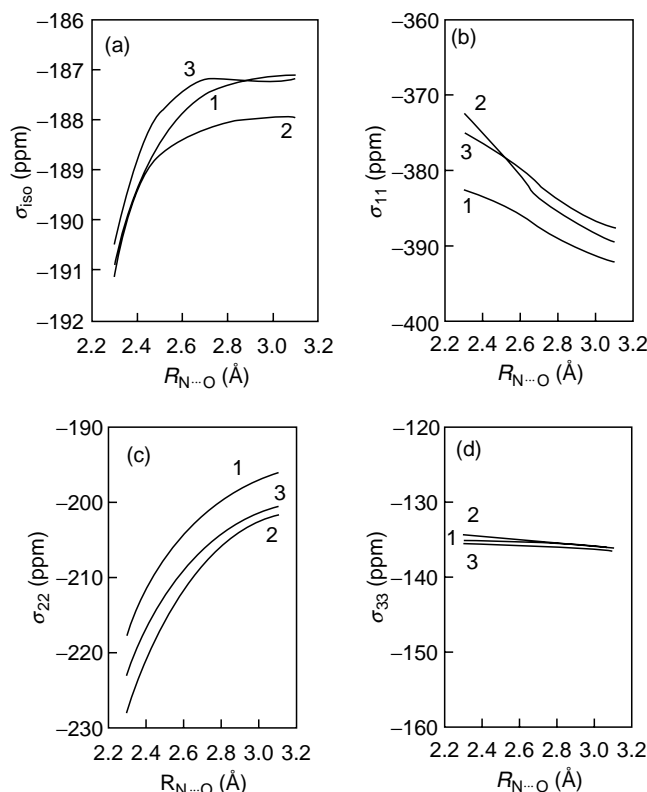 (a)
−186
−187
−188
−189
−190
−191
−192
σiso (ppm)
3
1
2
2.2 2.4 2.6 2.8 3.0 3.2
RN···O (Å)
(b)
−360
−370
−380
−390
−400
σ11 (ppm)
2
3
1
2.2 2.4 2.6 2.8 3.0 3.2
RN···O (Å)
(c)
−190
−200
−210
−220
−230
σ22 (ppm)
1
3
2
2.2 2.4 2.6 2.8 3.0 3.2
RN···O (Å)
(d)
−120
−130
−140
−150
−160
σ33 (ppm)
2
1
3
2.2 2.4 2.6 2.8 3.0 3.2
RN···O (Å)